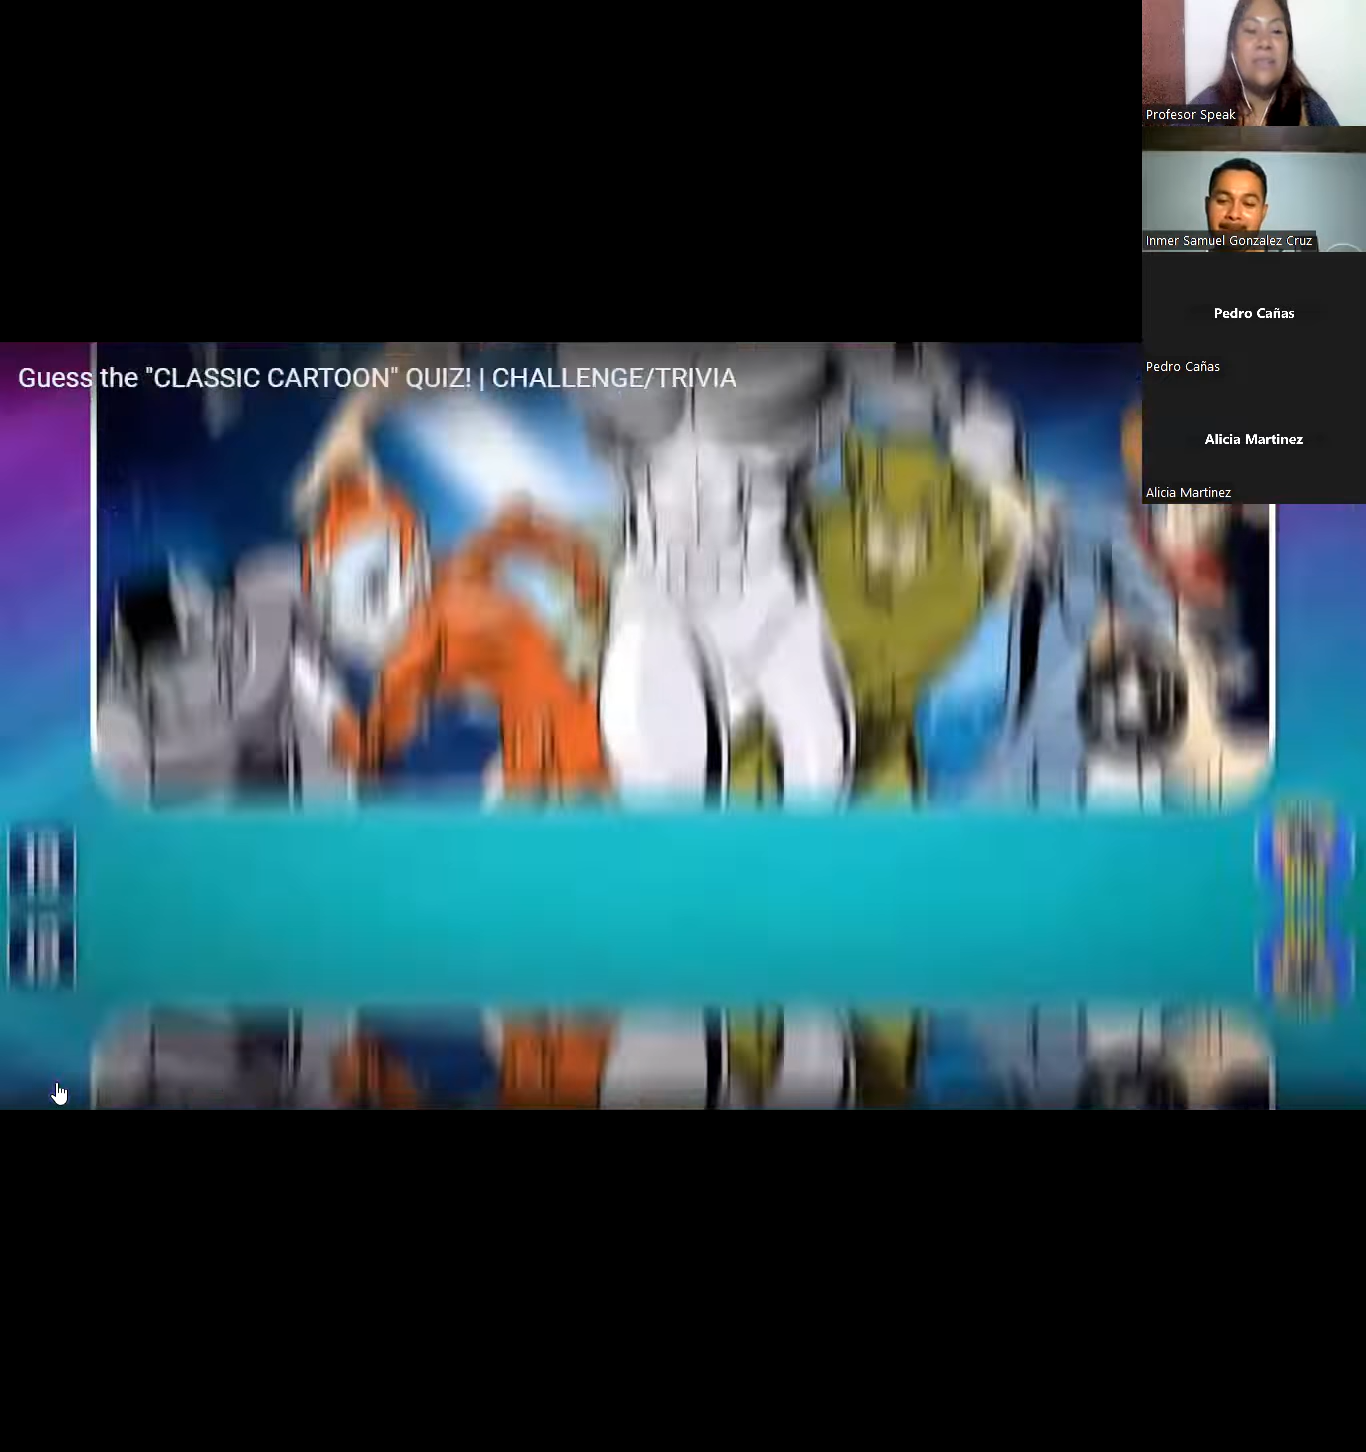 Profesor Speak
Inmer Samuel Gonzalez Cruz
Pedro Cañas
Pedro Cañas
Alicia Martinez
Alicia Martinez
Guess the "CLASSIC CARTOON" QUIZ! | CHALLENGE/TRIVIA